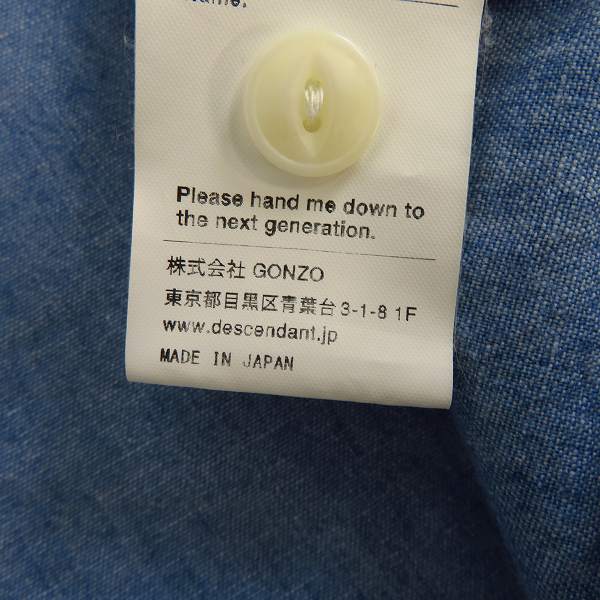 Please hand me down to
the next generation.
株式会社 GONZO
東京都目黒区青葉台 3-1-8 1F
www.descendant.jp
MADE IN JAPAN